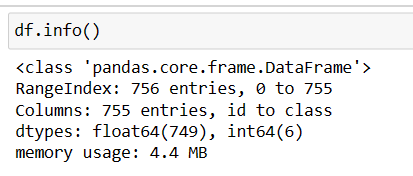 df.info()
<class 'pandas.core.frame.DataFrame'>
RangeIndex: 756 entries, 0 to 755
Columns: 755 entries, id to class
dtypes: float64(749), int64(6)
memory usage: 4.4 MB